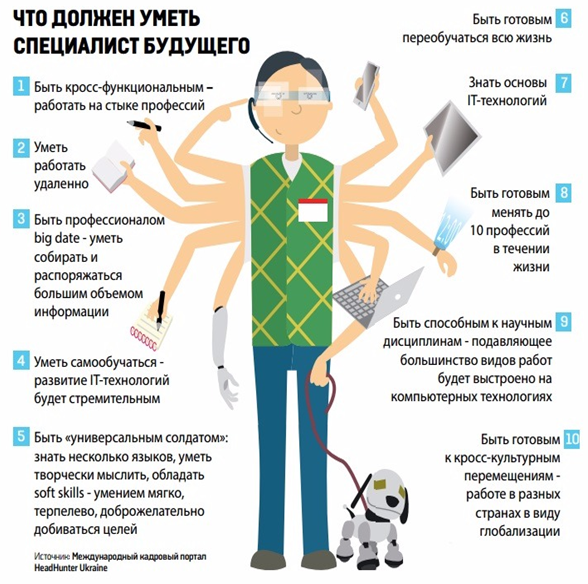 ЧТО ДОЛЖЕН УМЕТЬ
СПЕЦИАЛИСТ БУДУЩЕГО
1 Быть кросс-функциональным –
работать на стыке профессий
2 Уметь
работать
удаленно
3 Быть профессионалом
big date - уметь
собирать и
распоряжаться
большим объемом
информации
4 Уметь самообучаться -
развитие IT-технологий
будет стремительным
5 Быть «универсальным солдатом»:
знать несколько языков, уметь
творчески мыслить, обладать
soft skills - умением мягко,
терпелево, доброжелательно
добиваться целей
Источник: Международный кадровый портал
HeadHunter Ukraine
Быть готовым 6
переобучаться всю жизнь
Знать основы 7
IT-технологий
Быть готовым 8
менять до
10 профессий
в течении
жизни
Быть способным к научным 9
дисциплинам - подавляющее
большинство видов работ
будет выстроено на
компьютерных технологиях
Быть готовым 10
к кросс-культурным
перемещениям -
работе в разных
странах в виду
глобализации